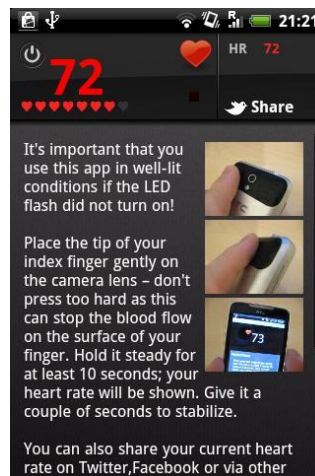 R
21:21
72
HR 72
Share
It's important that you
use this app in well-lit
conditions if the LED
flash did not turn on!
Place the tip of your
index finger gently on
the camera lens – don't
press too hard as this
can stop the blood flow
on the surface of your
finger. Hold it steady for
at least 10 seconds; your
heart rate will be shown. Give it a
couple of seconds to stabilize.
You can also share your current heart
rate on Twitter,Facebook or via other
73